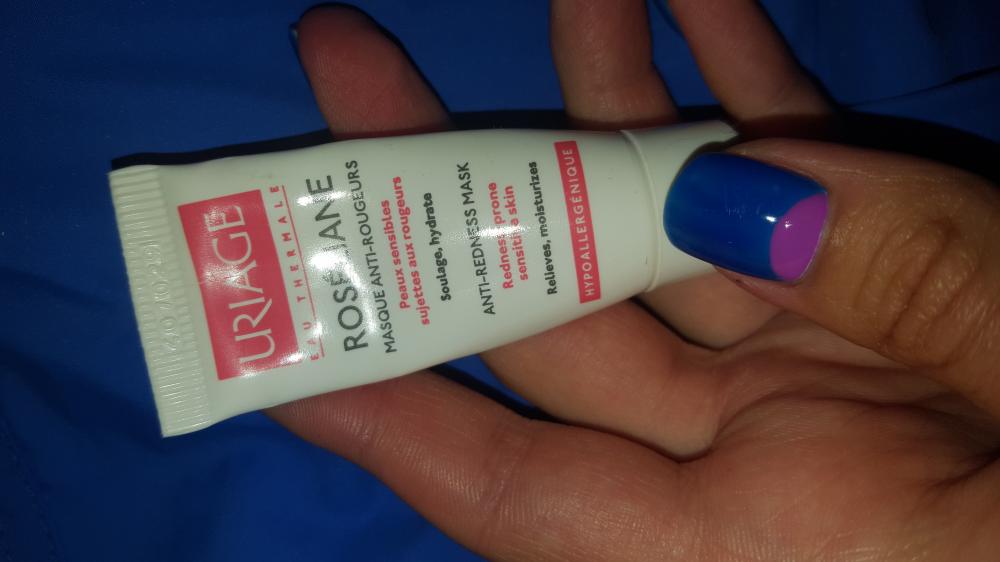 URIAGE
EAU THERMALE
ROSÉLIANE
MASQUE ANTI-ROUGEURS
Peaux sensibles
sujettes aux rougeurs
Soulage, hydrate
ANTI-REDNESS MASK
Redness prone
sensitive skin
Relieves, moisturizes
HYPOALLERGÉNIQUE